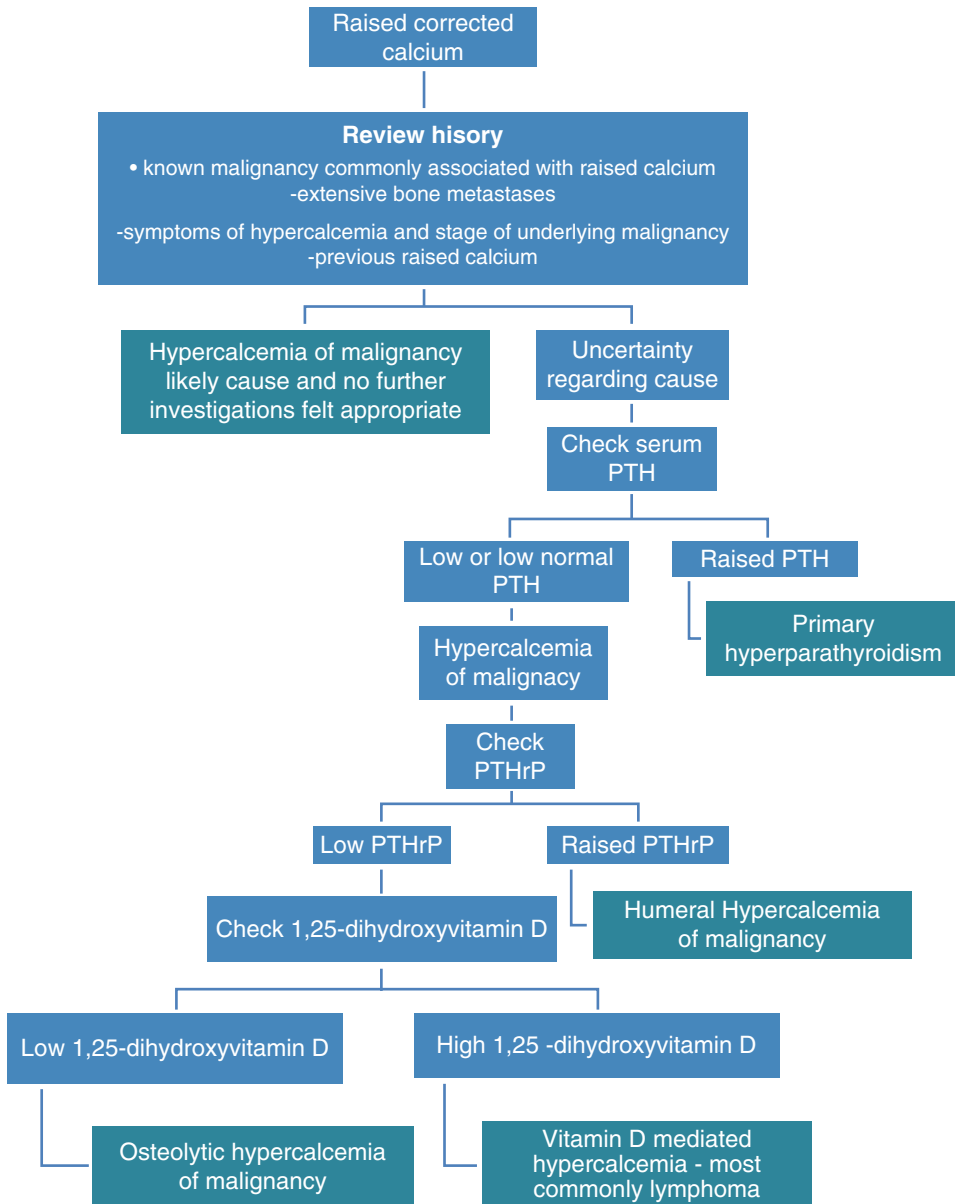 Raised corrected
calcium
Review hisory
• known malignancy commonly associated with raised calcium
-extensive bone metastases
-symptoms of hypercalcemia and stage of underlying malignancy
-previous raised calcium
Hypercalcemia of malignancy
likely cause and no further
investigations felt appropriate
Uncertainty
regarding cause
Check serum
PTH
Low or low normal
PTH
Raised PTH
Primary
hyperparathyroidism
Hypercalcemia
of malignacy
Check
PTHrP
Low PTHrP
Raised PTHrP
Humeral Hypercalcemia
of malignancy
Check 1,25-dihydroxyvitamin D
Low 1,25-dihydroxyvitamin D
High 1,25 -dihydroxyvitamin D
Osteolytic hypercalcemia
of malignancy
Vitamin D mediated
hypercalcemia - most
commonly lymphoma